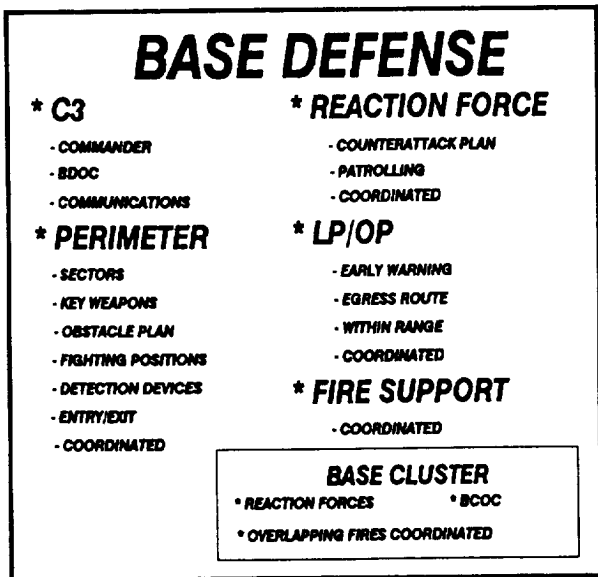 BASE DEFENSE
* C3
- COMMANDER
- BDOC
- COMMUNICATIONS
* PERIMETER
- SECTORS
- KEY WEAPONS
- OBSTACLE PLAN
- FIGHTING POSITIONS
- DETECTION DEVICES
- ENTRY/EXIT
- COORDINATED
* REACTION FORCE
- COUNTERATTACK PLAN
- PATROLLING
- COORDINATED
* LP/OP
- EARLY WARNING
- EGRESS ROUTE
- WITHIN RANGE
- COORDINATED
* FIRE SUPPORT
- COORDINATED
BASE CLUSTER
* REACTION FORCES * BCOC
* OVERLAPPING FIRES COORDINATED